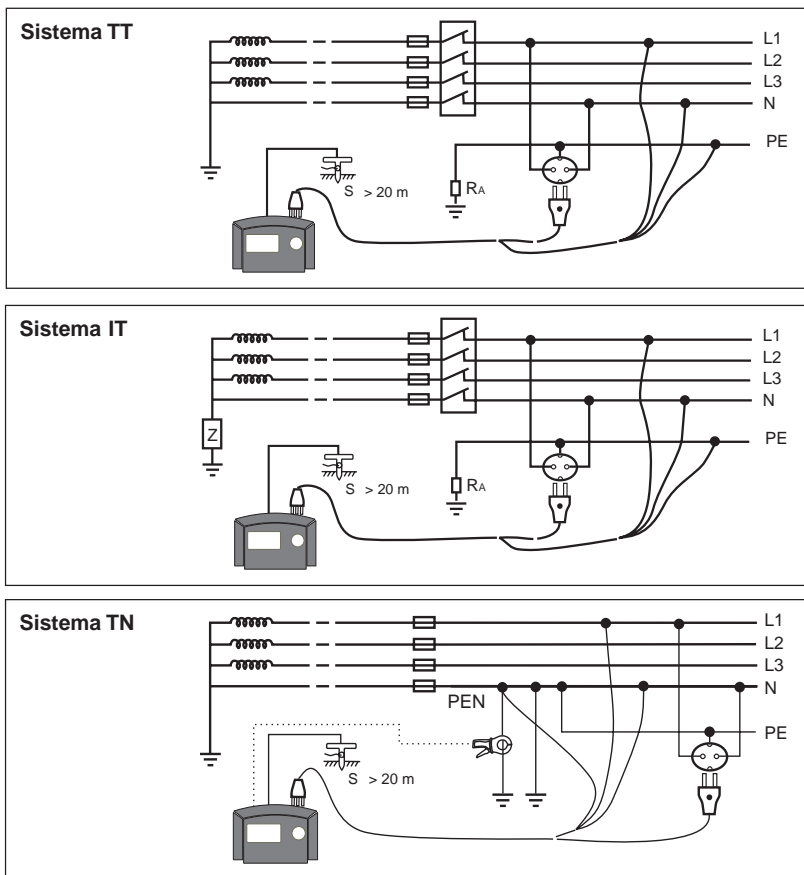 Sistema TT
L1
L2
L3
N
PE
S > 20 m
RA
Sistema IT
L1
L2
L3
N
PE
Z
S > 20 m
RA
Sistema TN
L1
L2
L3
N
PEN
PE
S > 20 m